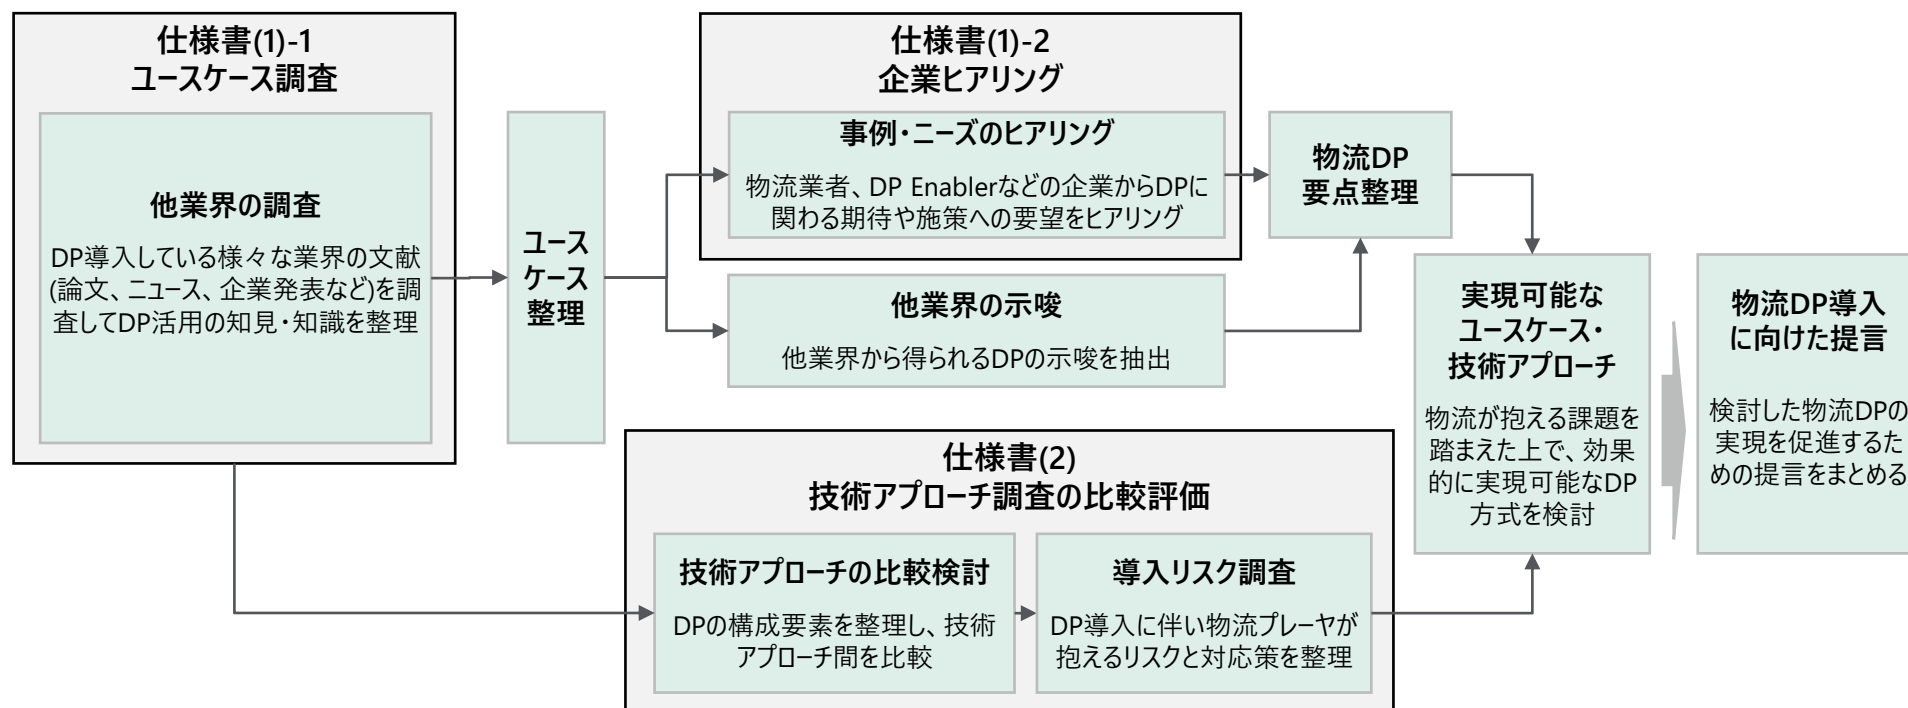 仕様書(1)-1
ユースケース調査
他業界の調査
DP導入している様々な業界の文献
(論文、ニュース、企業発表など)を調
査してDP活用の知見・知識を整理
ユース
ケース
整理
仕様書(1)-2
企業ヒアリング
事例・ニーズのヒアリング
物流業者、DP Enablerなどの企業からDPに
関わる期待や施策への要望をヒアリング
他業界の示唆
他業界から得られるDPの示唆を抽出
物流DP
要点整理
仕様書(2)
技術アプローチ調査の比較評価
技術アプローチの比較検討
DPの構成要素を整理し、技術
アプローチ間を比較
導入リスク調査
DP導入に伴い物流プレーヤが
抱えるリスクと対応策を整理
実現可能な
ユースケース・
技術アプローチ
物流が抱える課題を
踏まえた上で、効果
的に実現可能なDP
方式を検討
物流DP導入
に向けた提言
検討した物流DPの
実現を促進するた
めの提言をまとめる